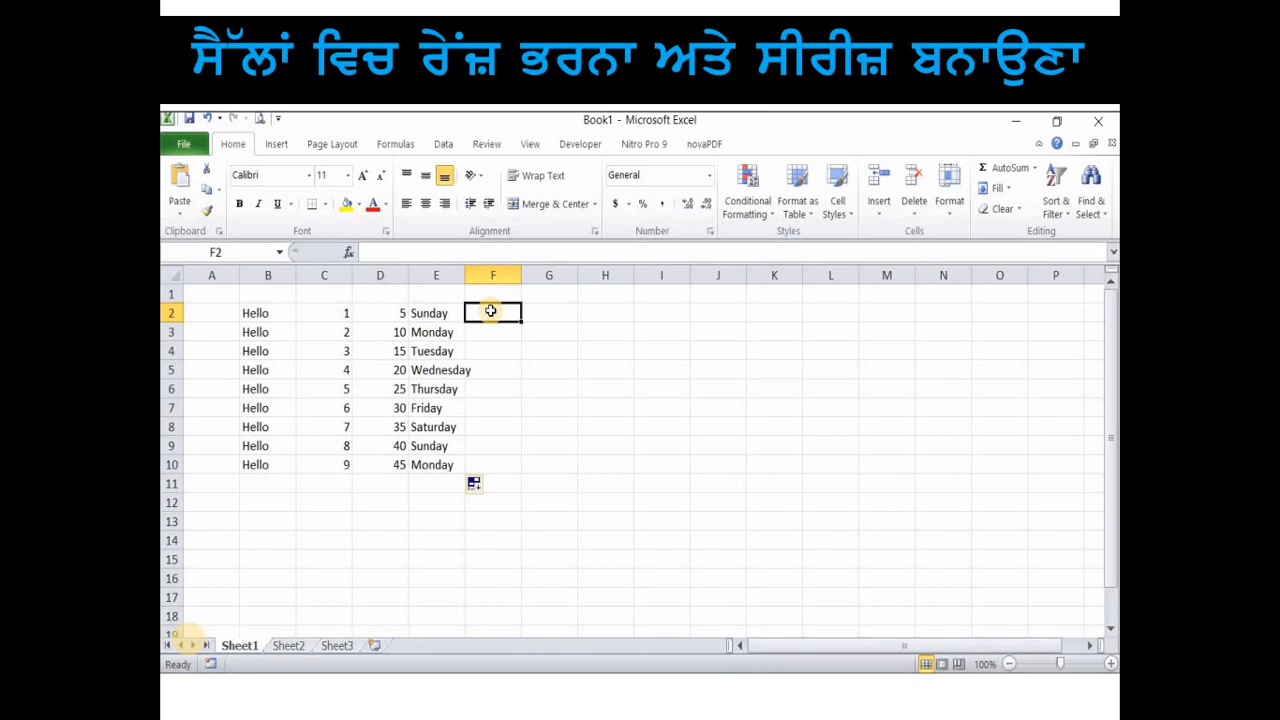 ਸੈੱਲਾਂ ਵਿਚ ਰੇਂਜ਼ ਭਰਨਾ ਅਤੇ ਸੀਰੀਜ਼ ਬਨਾਉਣਾ
Book1 - Microsoft Excel
File Home Insert Page Layout Formulas Data Review View Developer Nitro Pro 9 novaPDF
Calibri 11 Wrap Text General AutoSum
Fill
Paste Merge & Center $ % , Conditional Formatting Format as Table Cell Styles Insert Delete Format Clear Sort & Filter Find & Select
Clipboard Font Alignment Number Styles Cells Editing
F2 fx
A B C D E F G H I J K L M N O P
1
2 Hello 1 5 Sunday
3 Hello 2 10 Monday
4 Hello 3 15 Tuesday
5 Hello 4 20 Wednesday
6 Hello 5 25 Thursday
7 Hello 6 30 Friday
8 Hello 7 35 Saturday
9 Hello 8 40 Sunday
10 Hello 9 45 Monday
11
12
13
14
15
16
17
18
19
Sheet1 Sheet2 Sheet3
Ready 100%